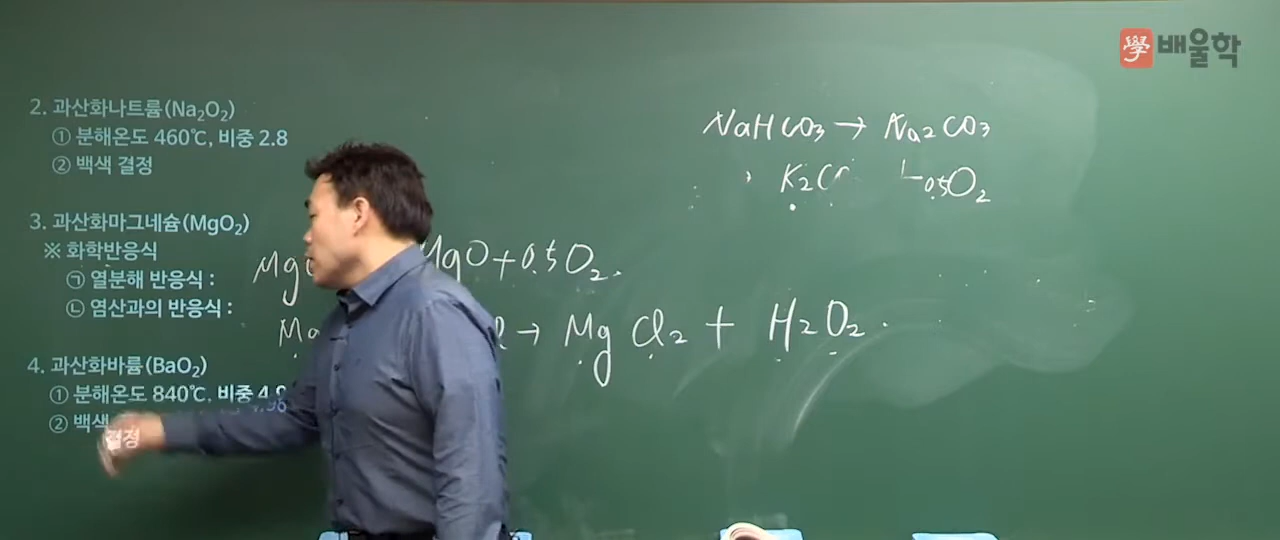 學 배울학
2. 과산화나트륨(Na₂O₂)
① 분해온도 460℃, 비중 2.8
② 백색 결정
3. 과산화마그네슘(MgO₂)
※ 화학반응식
㉠ 열분해 반응식 :
㉡ 염산과의 반응식 :
4. 과산화바륨(BaO₂)
① 분해온도 840℃, 비중
② 백색 결정
NaHCO₃ → Na₂CO₃
0.5O₂
MgO + 0.5O₂
→ MgCl₂ + H₂O₂